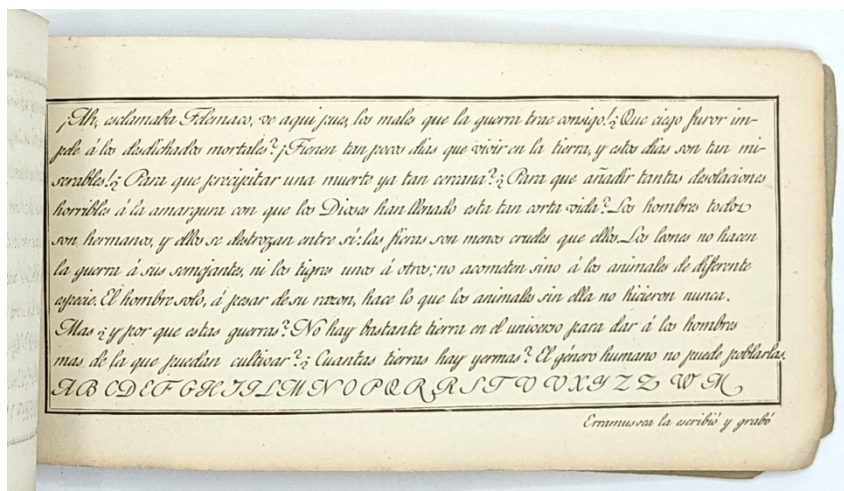 ¡Ah, esclamaba Telemaco, ve aqui pues, los males que la guerra trae consigo! ¿Que ciego furor im-
pele á los desdichados mortales? ¡Tienen tan pocos dias que vivir en la tierra, y estos dias son tan mi-
serables! ¿Para que precipitar una muerte ya tan cercana? ¿Para que añadir tantas desolaciones
horribles á la amargura con que los Dioses han llenado esta tan corta vida? Los hombres todos
son hermanos, y ellos se destrozan entre sí: las fieras son menos crueles que ellos. Los leones no hacen
la guerra á sus semejantes, ni los tigres unos á otros; no acometen sino á los animales de diferente
especie. El hombre solo, á pesar de su razon, hace lo que los animales sin ella no hicieron nunca.
Mas ¿y por que estas guerras? No hay bastante tierra en el universo para dar á los hombres
mas de la que puedan cultivar? ¿Cuantas tierras hay yermas? El género humano no puede poblarlas.
A B C D E F G H I J L M N O P Q R R S T V V X Y Z Z W M
Erramusvea la escribió y grabó